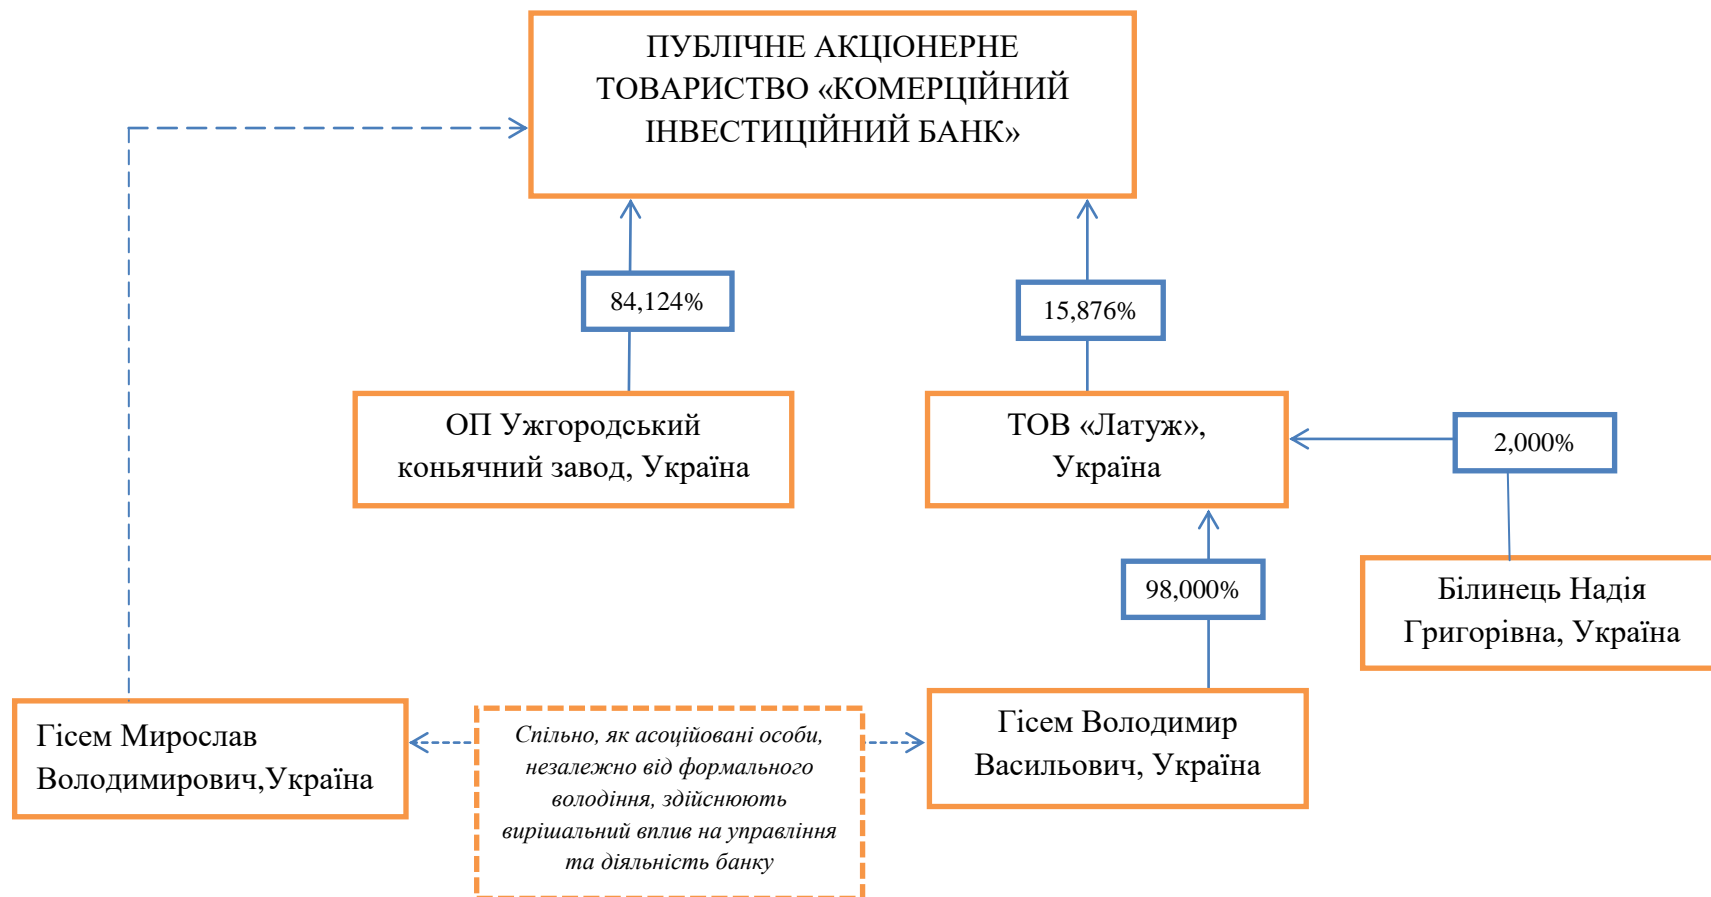 ПУБЛІЧНЕ АКЦІОНЕРНЕ
ТОВАРИСТВО «КОМЕРЦІЙНИЙ
ІНВЕСТИЦІЙНИЙ БАНК»
84,124%
15,876%
ОП Ужгородський
коньячний завод, Україна
ТОВ «Латуж»,
Україна
2,000%
98,000%
Білинець Надія
Григорівна, Україна
Гісем Мирослав
Володимирович,Україна
Спільно, як асоційовані особи,
незалежно від формального
володіння, здійснюють
вирішальний вплив на управління
та діяльність банку
Гісем Володимир
Васильович, Україна